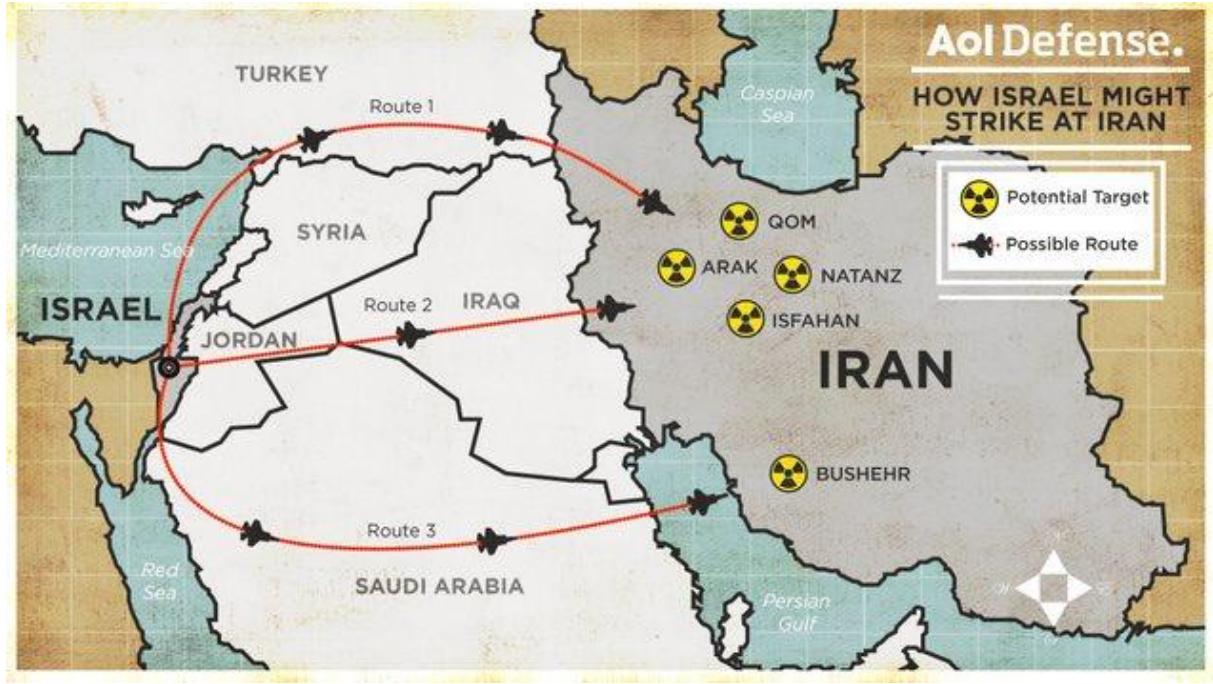 Aol Defense.
HOW ISRAEL MIGHT
STRIKE AT IRAN
Potential Target
Possible Route
TURKEY
Route 1
Caspian
Sea
QOM
SYRIA
Mediterranean Sea
ARAK
NATANZ
ISRAEL
Route 2
IRAQ
ISFAHAN
JORDAN
IRAN
BUSHEHR
Route 3
Red
Sea
SAUDI ARABIA
Persian
Gulf